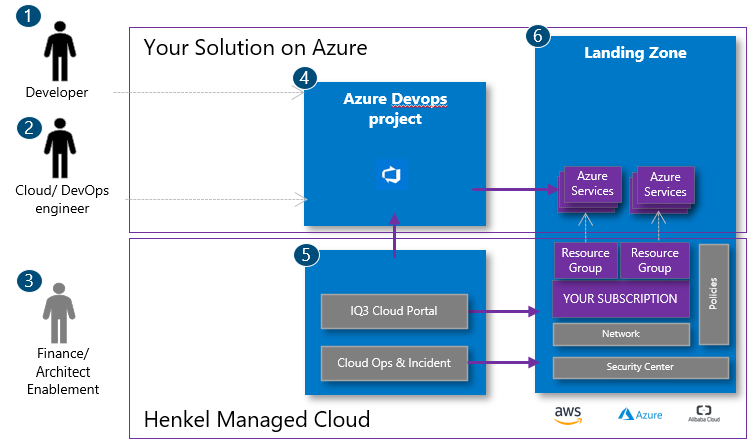 1
Developer
2
Cloud/ DevOps
engineer
3
Finance/
Architect
Enablement
Your Solution on Azure
4
Azure Devops
project
6
Landing Zone
Azure
Services
Azure
Services
5
IQ3 Cloud Portal
Cloud Ops & Incident
Resource
Group
Resource
Group
YOUR SUBSCRIPTION
Network
Policies
Security Center
Henkel Managed Cloud
aws
Azure
Alibaba Cloud